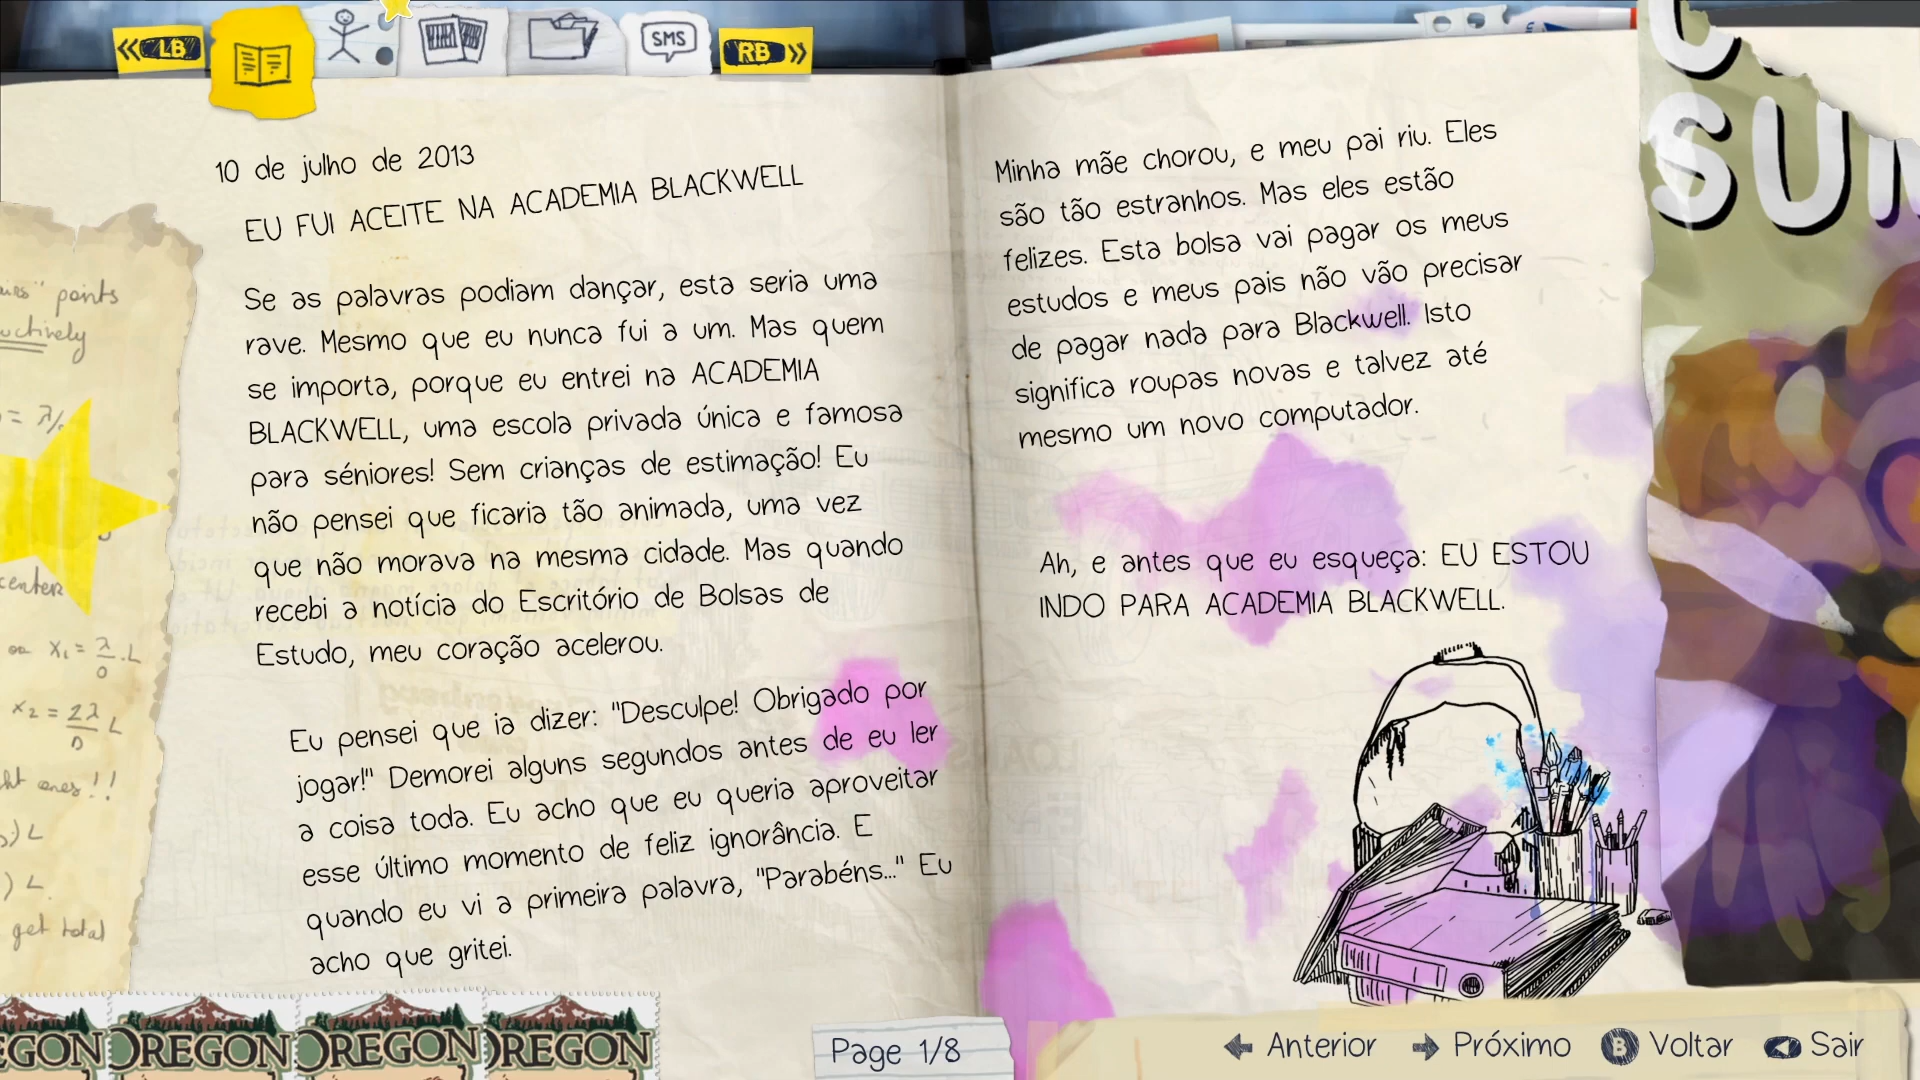 LB
SMS
RB
10 de julho de 2013
EU FUI ACEITE NA ACADEMIA BLACKWELL
Se as palavras podiam dançar, esta seria uma
rave. Mesmo que eu nunca fui a um. Mas quem
se importa, porque eu entrei na ACADEMIA
BLACKWELL, uma escola privada única e famosa
para séniores! Sem crianças de estimação! Eu
não pensei que ficaria tão animada, uma vez
que não morava na mesma cidade. Mas quando
recebi a notícia do Escritório de Bolsas de
Estudo, meu coração acelerou.
Eu pensei que ia dizer: "Desculpe! Obrigado por
jogar!" Demorei alguns segundos antes de eu ler
a coisa toda. Eu acho que eu queria aproveitar
esse último momento de feliz ignorância. E
quando eu vi a primeira palavra, "Parabéns..." Eu
acho que gritei.
Minha mãe chorou, e meu pai riu. Eles
são tão estranhos. Mas eles estão
felizes. Esta bolsa vai pagar os meus
estudos e meus pais não vão precisar
de pagar nada para Blackwell. Isto
significa roupas novas e talvez até
mesmo um novo computador.
Ah, e antes que eu esqueça: EU ESTOU
INDO PARA ACADEMIA BLACKWELL.
points
center
x₁ = λ/D . L
x₂ = 2λ/D L
ones!!
) L
) L
get total
EGON OREGON OREGON OREGON
SUM
Page 1/8
Anterior
Próximo
B Voltar
Sair